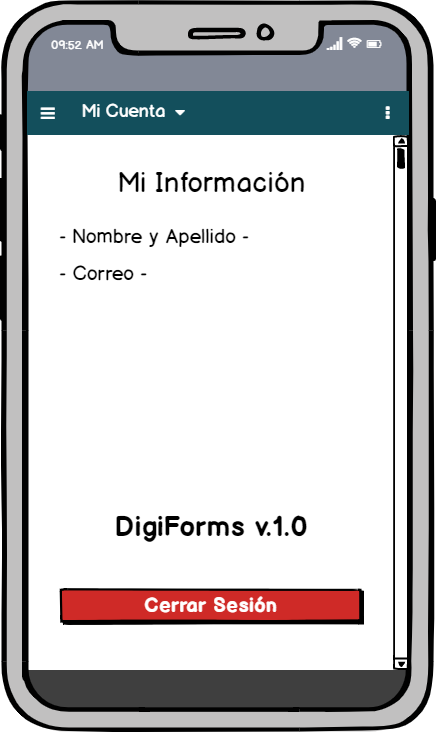 09:52 AM
Mi Cuenta
Mi Información
- Nombre y Apellido -
- Correo -
DigiForms v.1.0
Cerrar Sesión